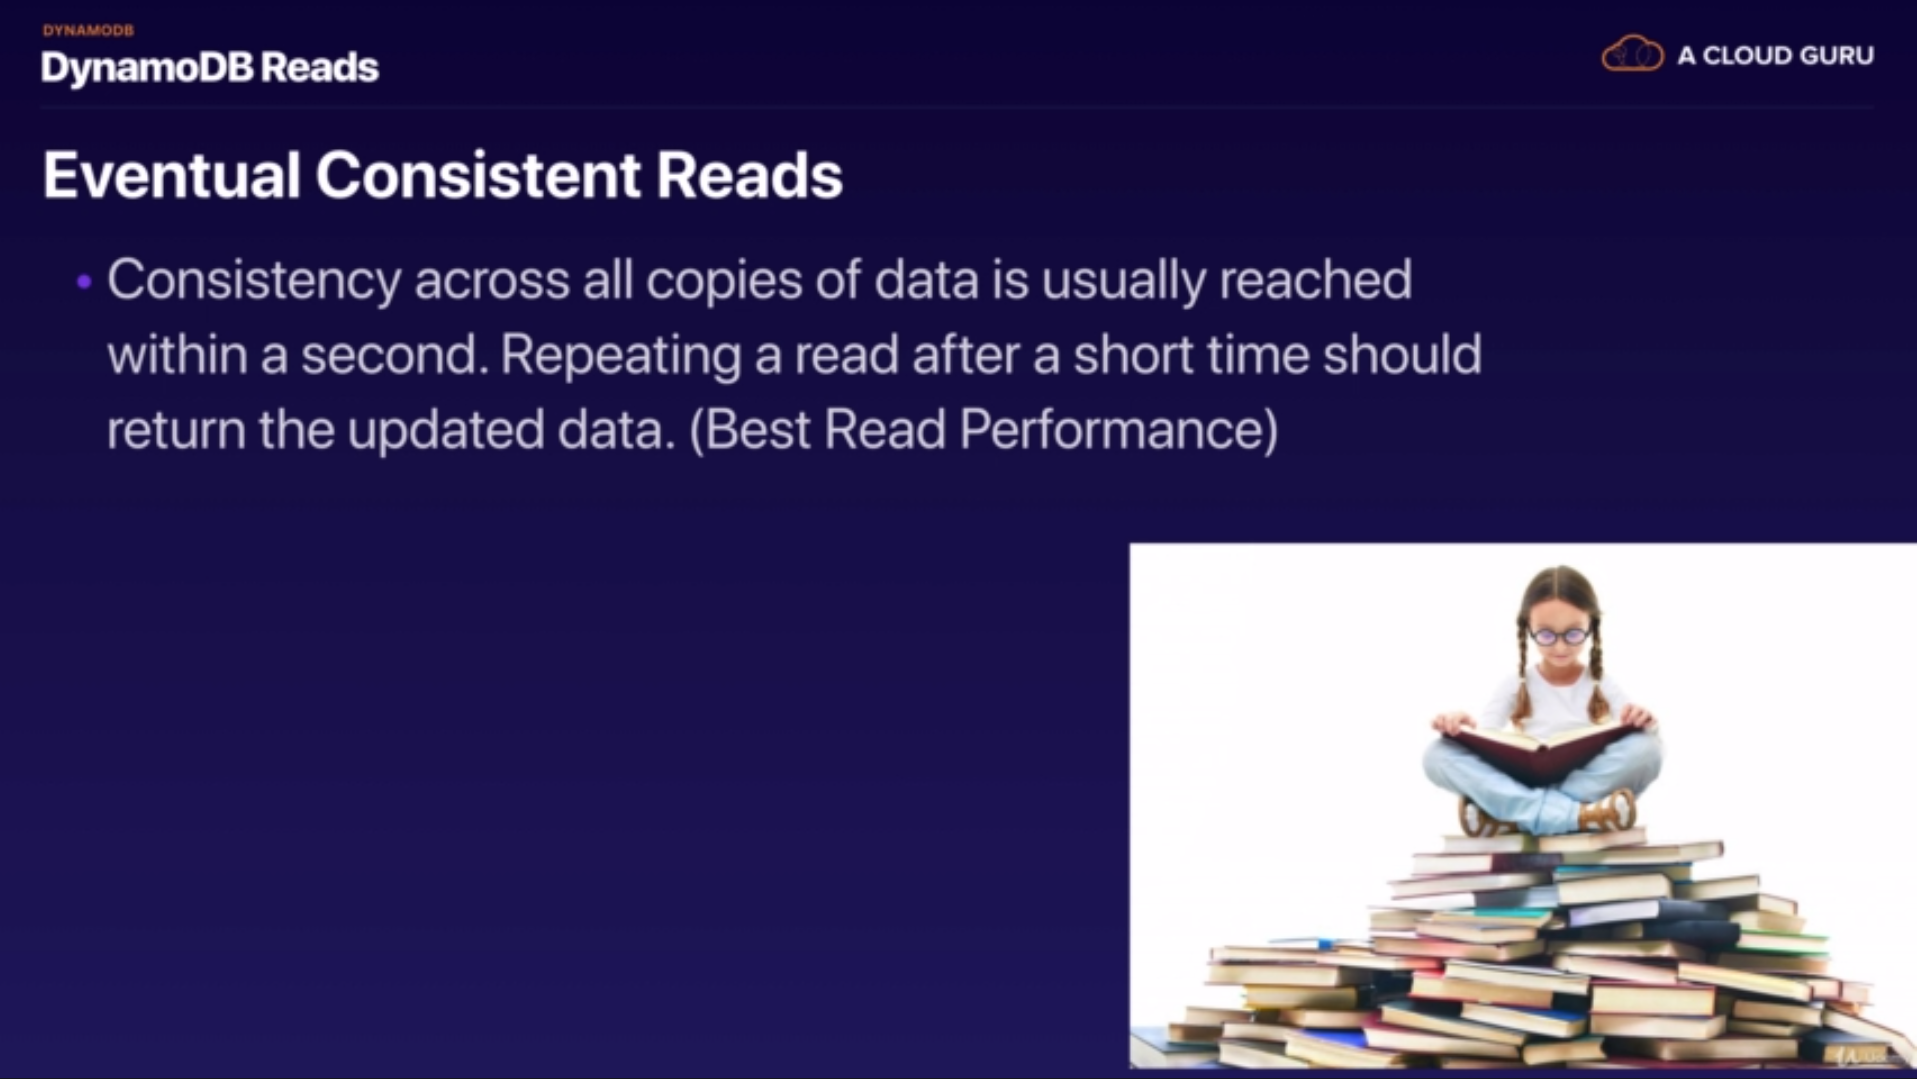 DYNAMODB
DynamoDB Reads
A CLOUD GURU
Eventual Consistent Reads
• Consistency across all copies of data is usually reached
within a second. Repeating a read after a short time should
return the updated data. (Best Read Performance)